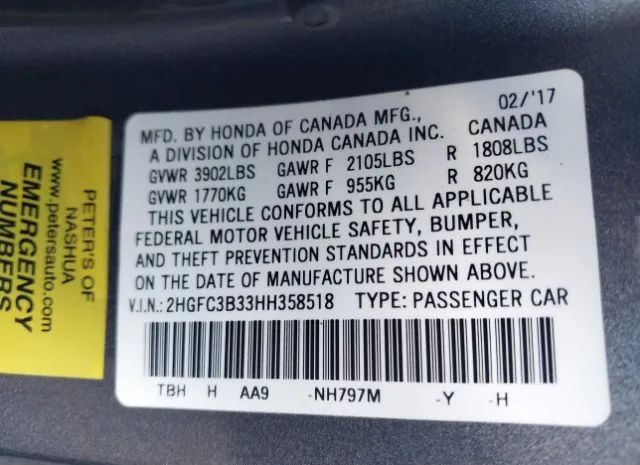 02/'17
MFD. BY HONDA OF CANADA MFG., CANADA
A DIVISION OF HONDA CANADA INC.
GVWR 3902LBS GAWR F 2105LBS R 1808LBS
GVWR 1770KG GAWR F 955KG R 820KG
THIS VEHICLE CONFORMS TO ALL APPLICABLE
FEDERAL MOTOR VEHICLE SAFETY, BUMPER,
AND THEFT PREVENTION STANDARDS IN EFFECT
ON THE DATE OF MANUFACTURE SHOWN ABOVE.
V.I.N.: 2HGFC3B33HH358518 TYPE: PASSENGER CAR
TBH H AA9 -NH797M -Y -H
PETER'S OF
NASHUA
www.petersauto.com
EMERGENCY
NUMBERS